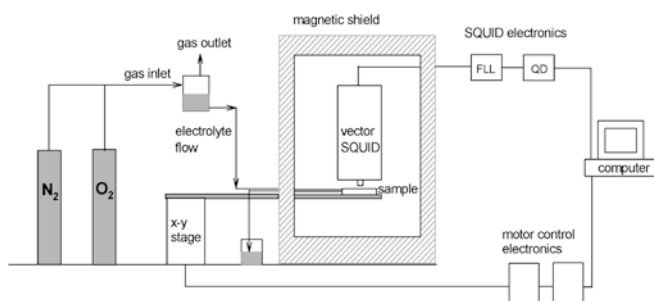 magnetic shield
SQUID electronics
gas outlet
gas inlet
FLL
QD
electrolyte
flow
vector
SQUID
computer
N2
O2
sample
x-y
stage
motor control
electronics